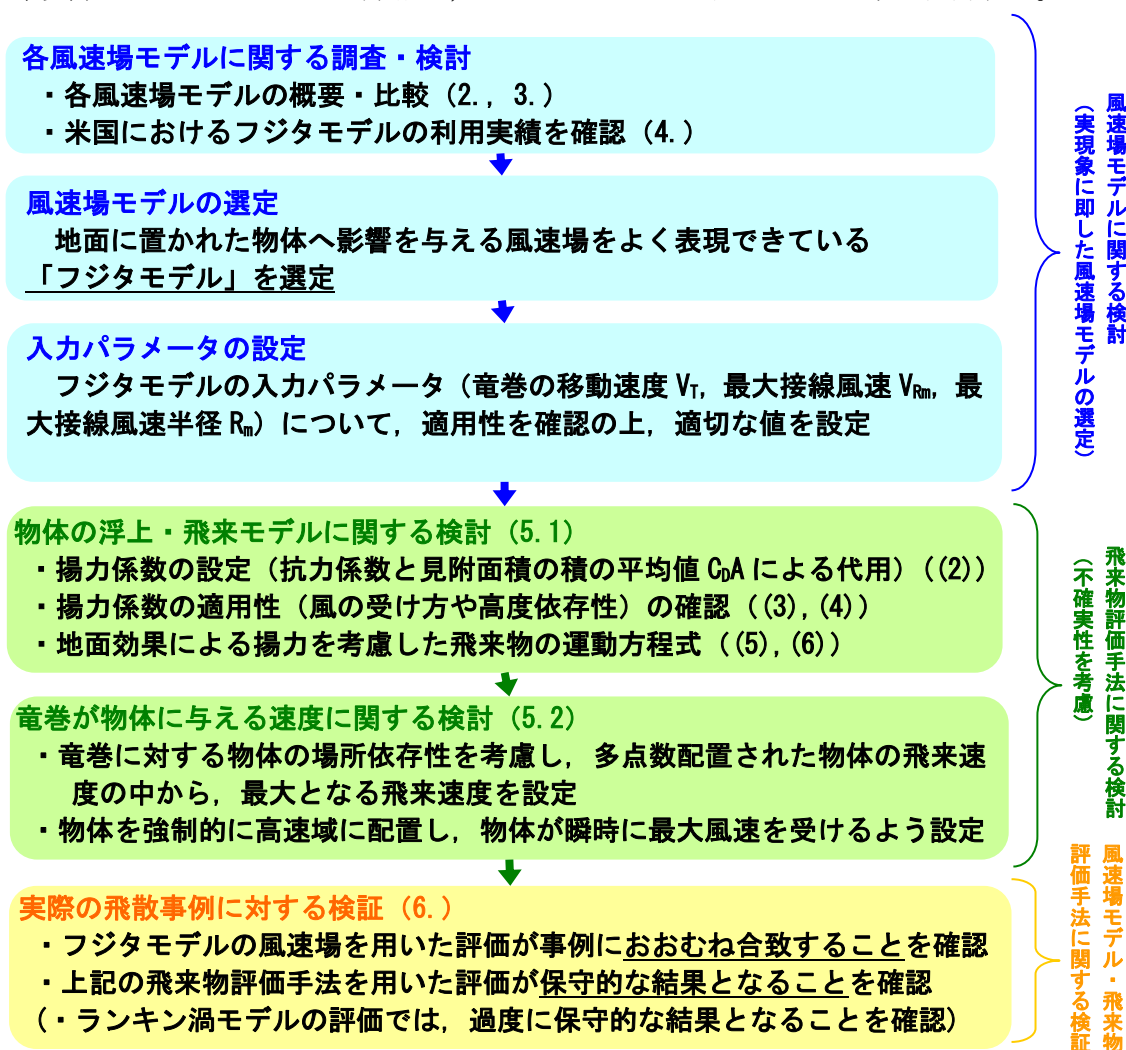 各風速場モデルに関する調査・検討
・各風速場モデルの概要・比較（2.，3.）
・米国におけるフジタモデルの利用実績を確認（4.）
風速場モデルの選定
地面に置かれた物体へ影響を与える風速場をよく表現できている
「フジタモデル」を選定
入力パラメータの設定
フジタモデルの入力パラメータ（竜巻の移動速度 VT，最大接線風速 VRm，最
大接線風速半径 Rm）について，適用性を確認の上，適切な値を設定
風速場モデルに関する検討
（実現象に即した風速場モデルの選定）
物体の浮上・飛来モデルに関する検討（5.1）
・揚力係数の設定（抗力係数と見附面積の積の平均値 CDA による代用）（(2)）
・揚力係数の適用性（風の受け方や高度依存性）の確認（(3),(4)）
・地面効果による揚力を考慮した飛来物の運動方程式（(5),(6)）
竜巻が物体に与える速度に関する検討（5.2）
・竜巻に対する物体の場所依存性を考慮し，多点数配置された物体の飛来速
度の中から，最大となる飛来速度を設定
・物体を強制的に高速域に配置し，物体が瞬時に最大風速を受けるよう設定
飛来物評価手法に関する検討
（不確実性を考慮）
実際の飛散事例に対する検証（6.）
・フジタモデルの風速場を用いた評価が事例におおむね合致することを確認
・上記の飛来物評価手法を用いた評価が保守的な結果となることを確認
（・ランキン渦モデルの評価では，過度に保守的な結果となることを確認）
風速場モデル・飛来物
評価手法に関する検証